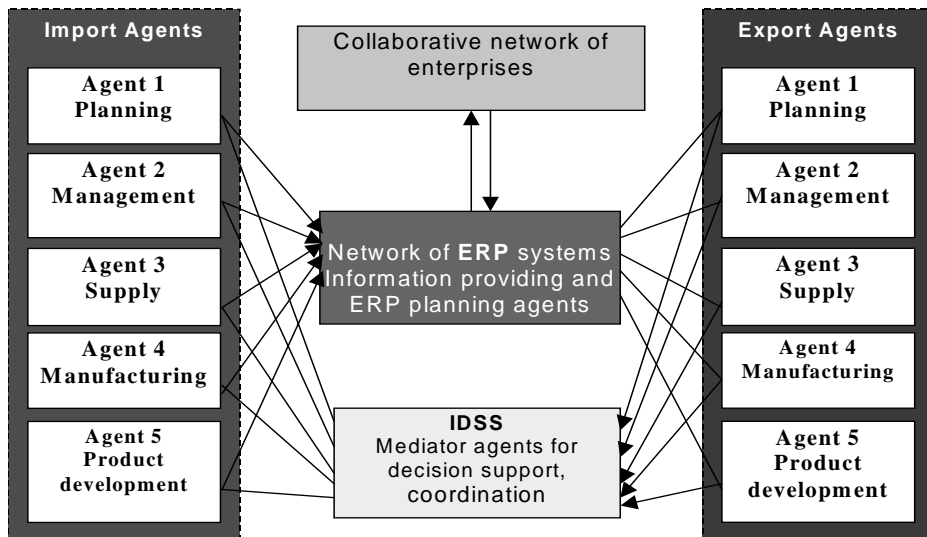 Import Agents
Agent 1
Planning
Agent 2
Management
Agent 3
Supply
Agent 4
Manufacturing
Agent 5
Product
development
Collaborative network of
enterprises
Network of ERP systems
Information providing and
ERP planning agents
IDSS
Mediator agents for
decision support,
coordination
Export Agents
Agent 1
Planning
Agent 2
Management
Agent 3
Supply
Agent 4
Manufacturing
Agent 5
Product
development